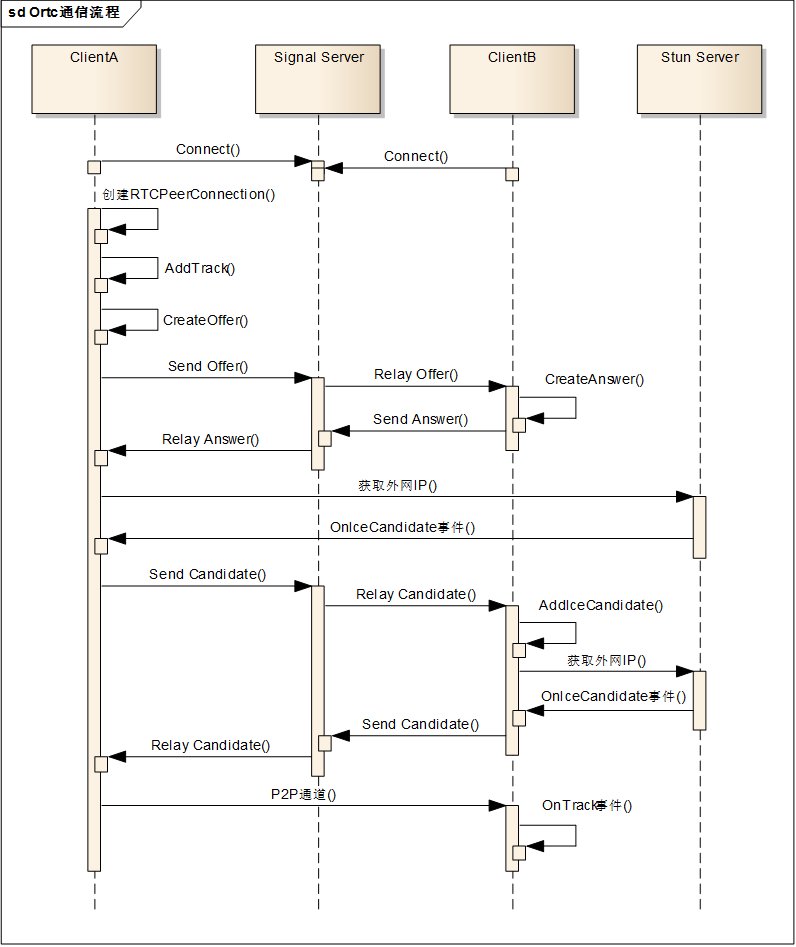 sd Ortc通信流程
ClientA
Signal Server
ClientB
Stun Server
Connect()
Connect()
创建RTCPeerConnection()
AddTrack()
CreateOffer()
Send Offer()
Relay Offer()
CreateAnswer()
Send Answer()
Relay Answer()
获取外网IP()
OnIceCandidate事件()
Send Candidate()
Relay Candidate()
AddIceCandidate()
获取外网IP()
OnIceCandidate事件()
Send Candidate()
Relay Candidate()
P2P通道()
OnTrack事件()